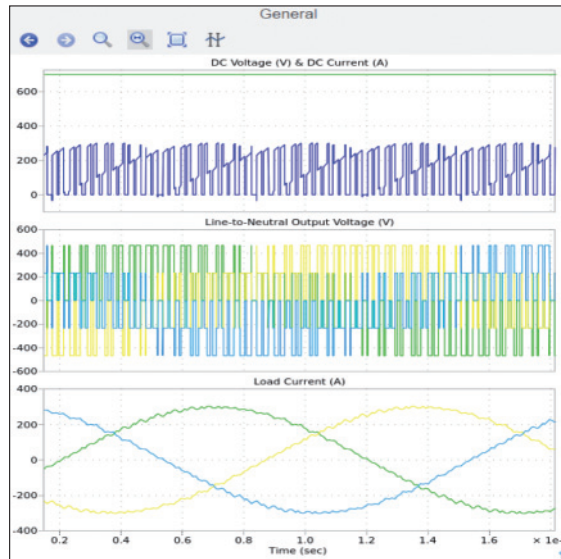 General
DC Voltage (V) & DC Current (A)
600
400
200
0
Line-to-Neutral Output Voltage (V)
600
400
200
0
-200
-400
-600
Load Current (A)
400
200
0
-200
-400
0.2 0.4 0.6 0.8 1.0 1.2 1.4 1.6 × 1e-
Time (sec)